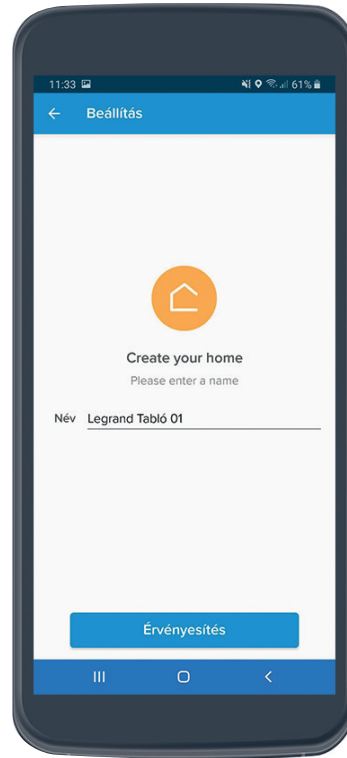 11:33
61%
Beállítás
Create your home
Please enter a name
Név Legrand Tabló 01
Érvényesítés